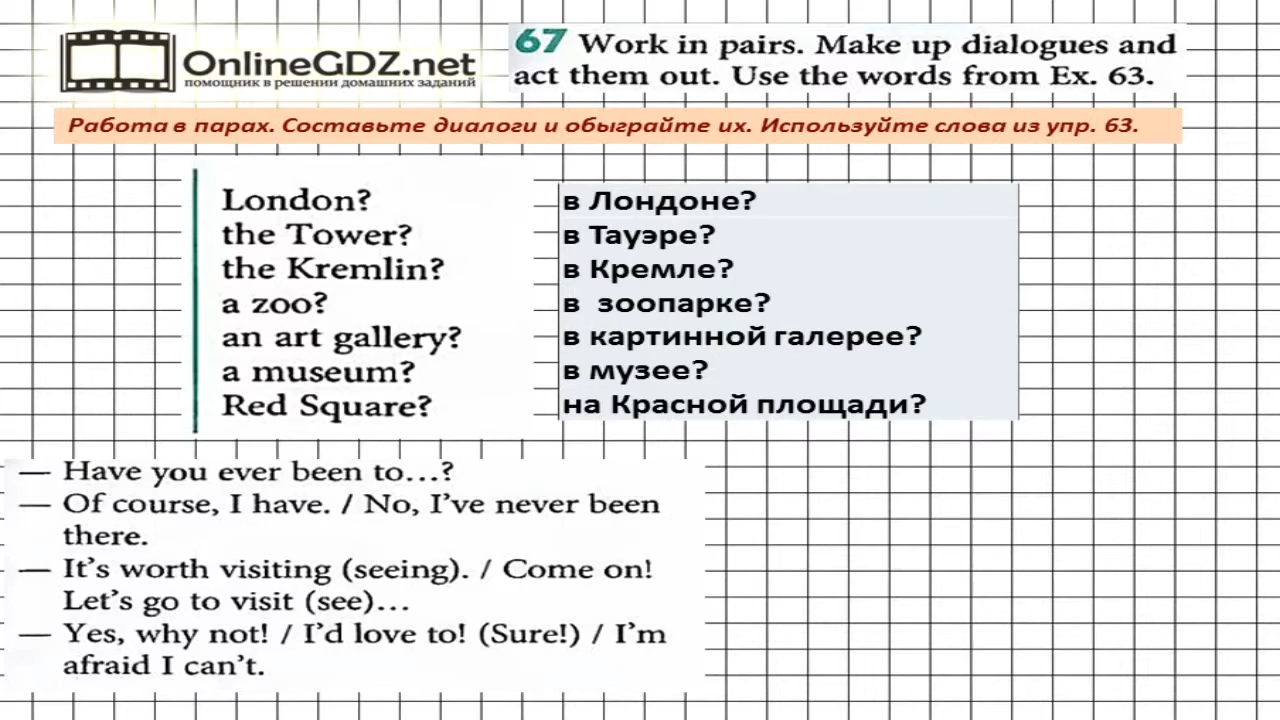 OnlineGDZ.net
помощник в решении домашних заданий
67 Work in pairs. Make up dialogues and
act them out. Use the words from Ex. 63.
Работа в парах. Составьте диалоги и обыграйте их. Используйте слова из упр. 63.
London?
the Tower?
the Kremlin?
a zoo?
an art gallery?
a museum?
Red Square?
в Лондоне?
в Тауэре?
в Кремле?
в зоопарке?
в картинной галерее?
в музее?
на Красной площади?
— Have you ever been to...?
— Of course, I have. / No, I’ve never been
there.
— It’s worth visiting (seeing). / Come on!
Let’s go to visit (see)...
— Yes, why not! / I’d love to! (Sure!) / I’m
afraid I can’t.